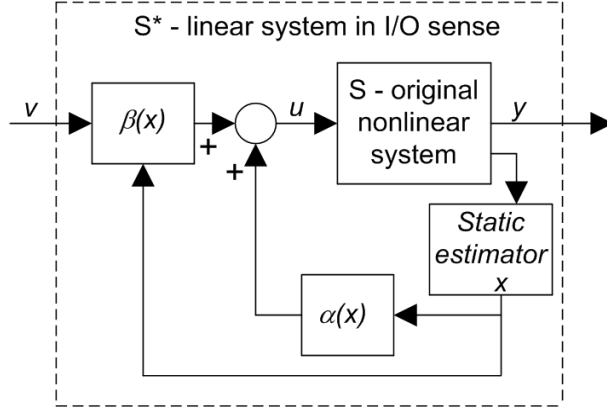 S* - linear system in I/O sense
v
β(x)
+
+
u
S - original
nonlinear
system
y
Static
estimator
x
α(x)